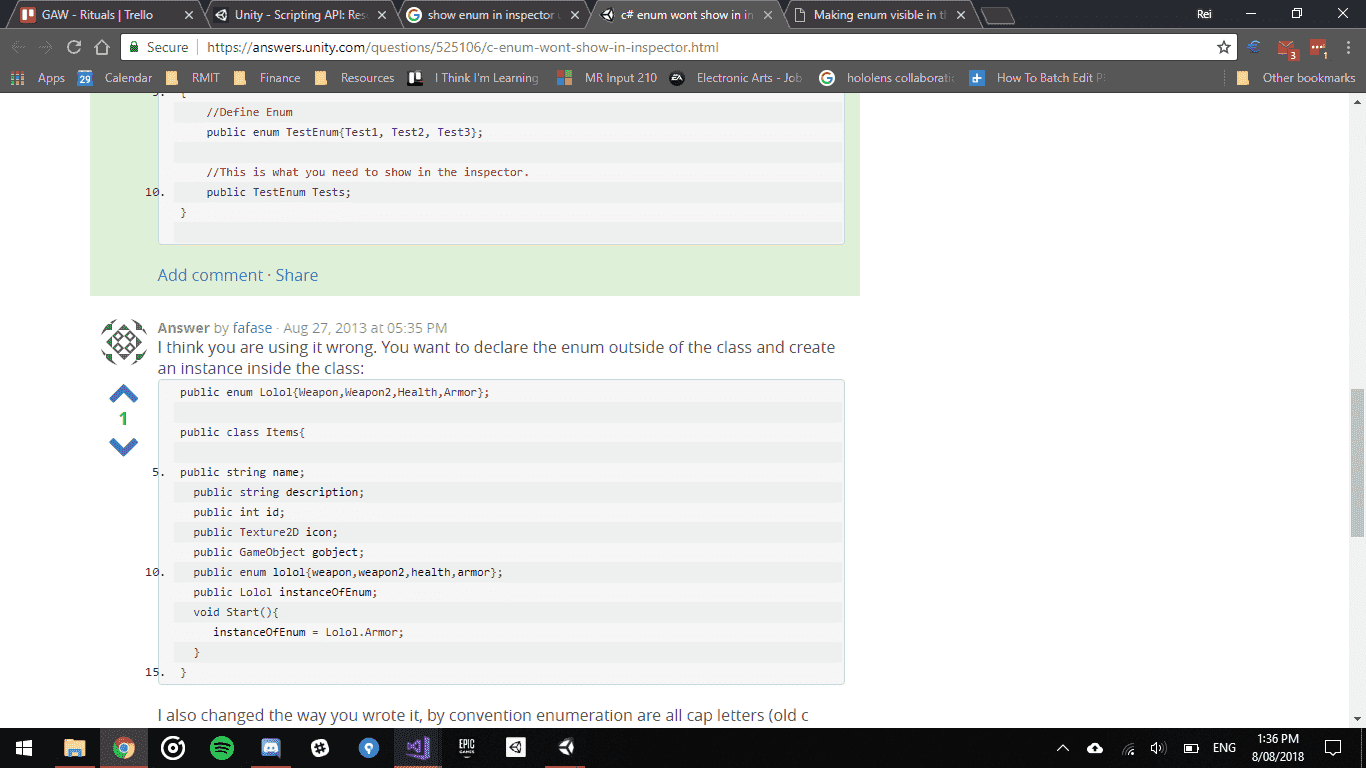 GAW - Rituals | Trello
Unity - Scripting API: Res
show enum in inspector
c# enum wont show in in
Making enum visible in t
Rei
Secure
https://answers.unity.com/questions/525106/c-enum-wont-show-in-inspector.html
3
1
Apps
29
Calendar
RMIT
Finance
Resources
I Think I'm Learning
MR Input 210
EA
Electronic Arts - Job
hololens collaboratio
How To Batch Edit P
Other bookmarks
{
//Define Enum
public enum TestEnum{Test1, Test2, Test3};
//This is what you need to show in the inspector.
10. public TestEnum Tests;
}
Add comment · Share
Answer by fafase · Aug 27, 2013 at 05:35 PM
I think you are using it wrong. You want to declare the enum outside of the class and create
an instance inside the class:
1
public enum Lolol{Weapon,Weapon2,Health,Armor};
public class Items{
5. public string name;
public string description;
public int id;
public Texture2D icon;
public GameObject gobject;
10. public enum lolol{weapon,weapon2,health,armor};
public Lolol instanceOfEnum;
void Start(){
instanceOfEnum = Lolol.Armor;
}
15. }
I also changed the way you wrote it, by convention enumeration are all cap letters (old c
EPIC
GAMES
ENG
1:36 PM
8/08/2018